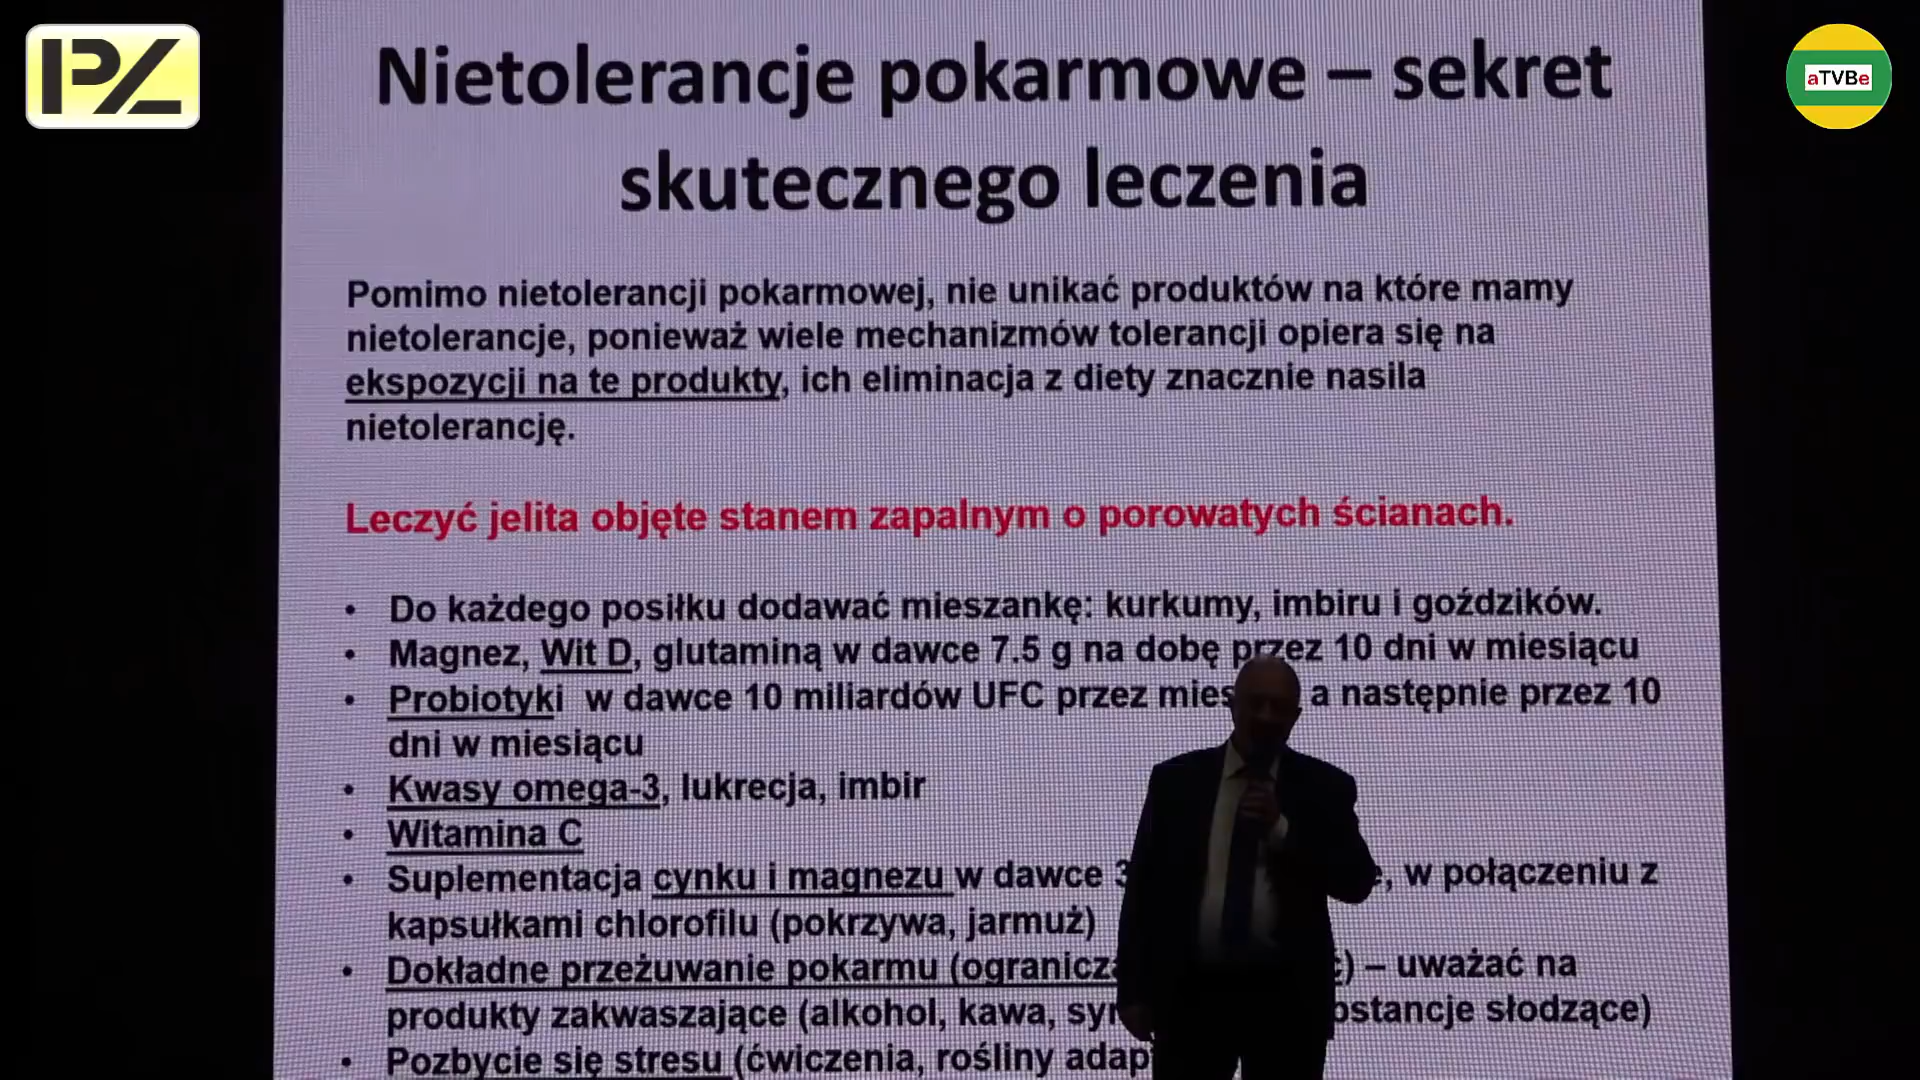 PZ
aTVBe
Nietolerancje pokarmowe – sekret
skutecznego leczenia
Pomimo nietolerancji pokarmowej, nie unikać produktów na które mamy
nietolerancje, ponieważ wiele mechanizmów tolerancji opiera się na
ekspozycji na te produkty, ich eliminacja z diety znacznie nasila
nietolerancję.
Leczyć jelita objęte stanem zapalnym o porowatych ścianach.
• Do każdego posiłku dodawać mieszankę: kurkumy, imbiru i goździków.
• Magnez, Wit D, glutaminą w dawce 7.5 g na dobę przez 10 dni w miesiącu
• Probiotyki w dawce 10 miliardów UFC przez a następnie przez 10
dni w miesiącu
• Kwasy omega-3, lukrecja, imbir
• Witamina C
• Suplementacja cynku i magnezu w dawce w połączeniu z
kapsułkami chlorofilu (pokrzywa, jarmuż)
• Dokładne przeżuwanie pokarmu – uważać na
produkty zakwaszające (alkohol, kawa, słodzące)
• Pozbycie się stresu (ćwiczenia, rośliny